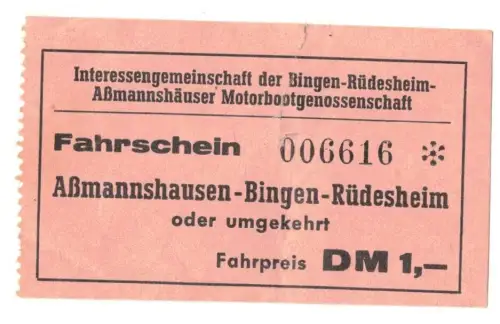 Interessengemeinschaft der Bingen-Rüdesheim-
Aßmannshäuser Motorbootgenossenschaft
Fahrschein 006616 ✻
Aßmannshausen-Bingen-Rüdesheim
oder umgekehrt
Fahrpreis DM 1,—